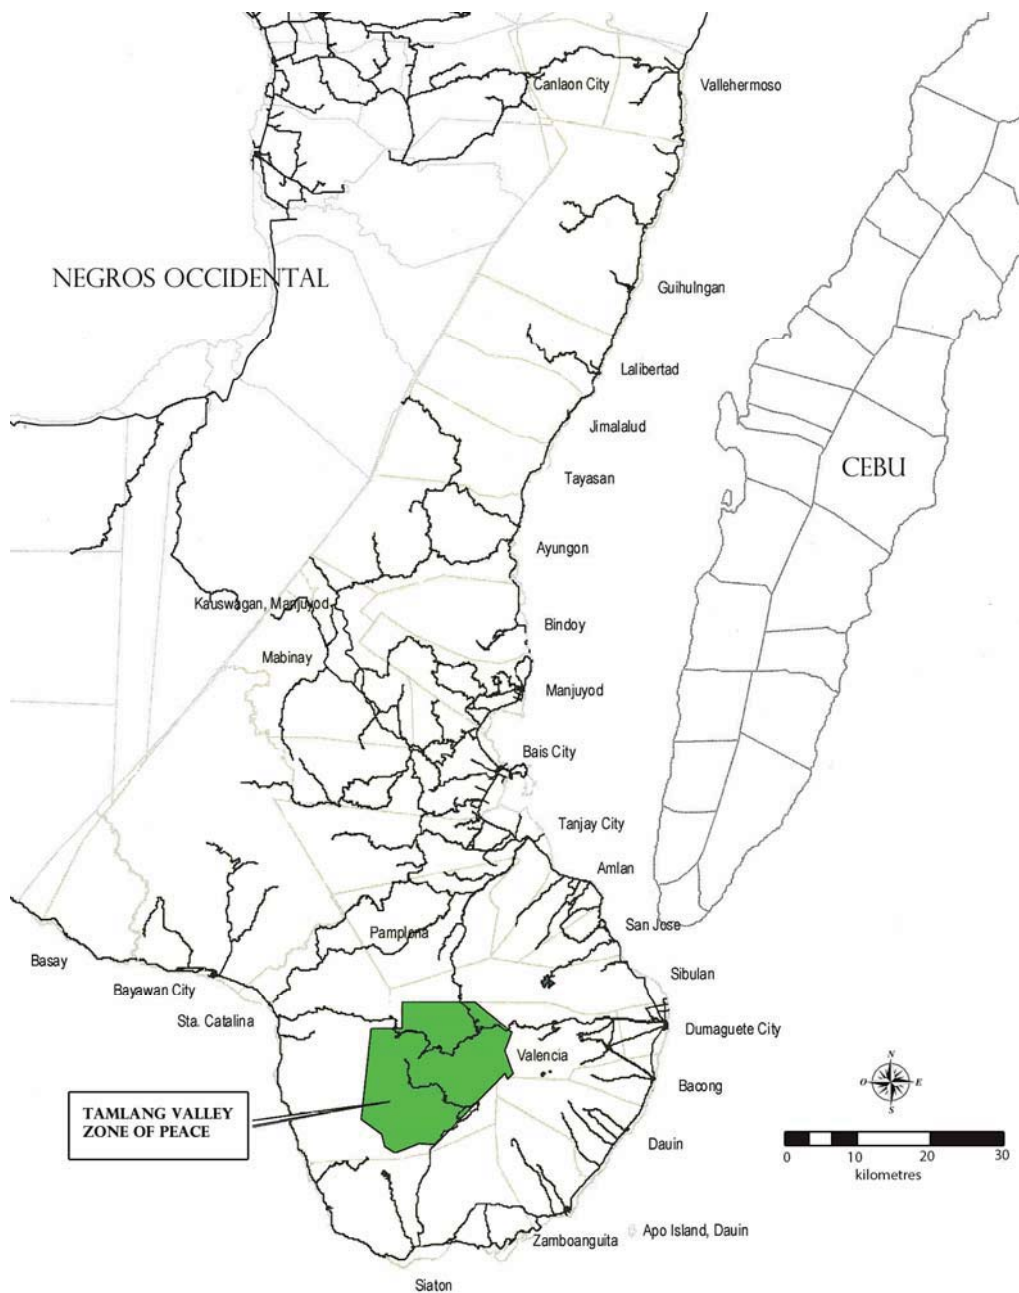 Canlaon City
Vallehermoso
NEGROS OCCIDENTAL
Guihulngan
Lalibertad
Jimalalud
CEBU
Tayasan
Ayungon
Kauswagan, Manjuyod
Bindoy
Mabinay
Manjuyod
Bais City
Tanjay City
Amlan
San Jose
Pamplona
Basay
Sibulan
Bayawan City
Sta. Catalina
Dumaguete City
Valencia
N
O E
S
Bacong
TAMLANG VALLEY
ZONE OF PEACE
Dauin
0 10 20 30
kilometres
Apo Island, Dauin
Zamboanguita
Siaton